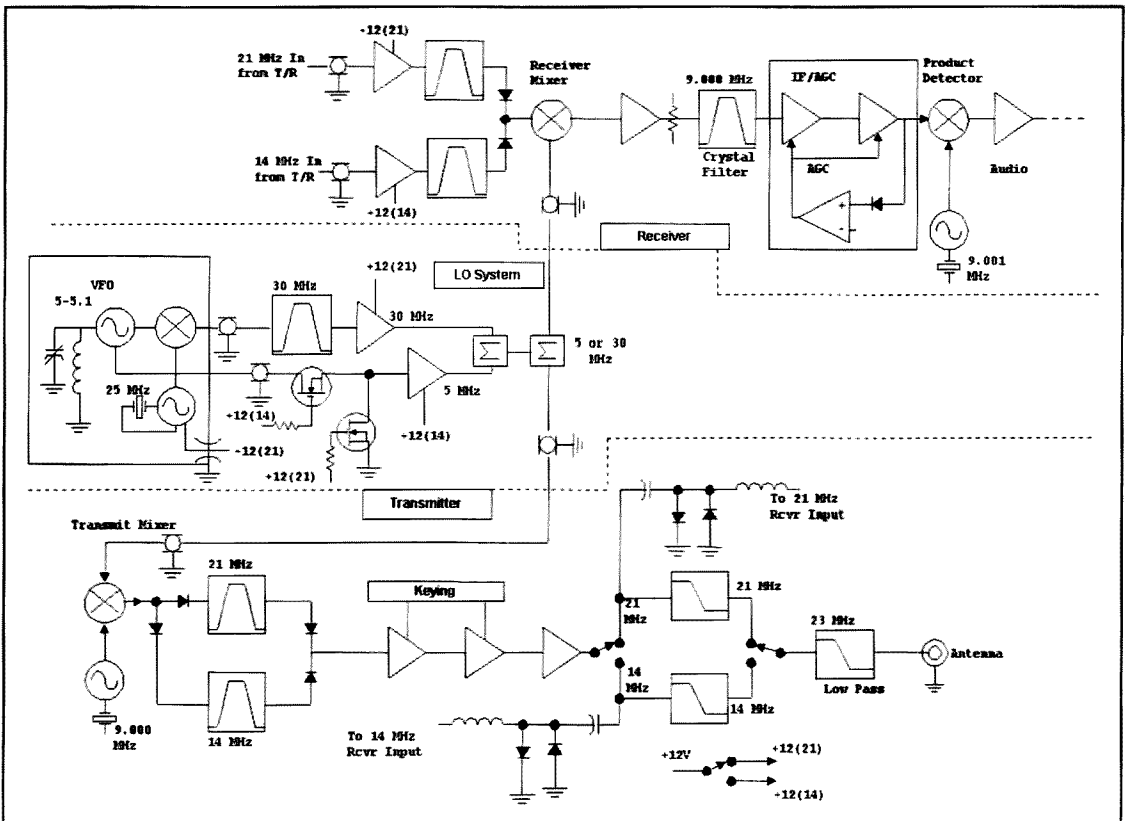 -12(21)
21 MHz In
from T/R
Receiver
Mixer
9.000 MHz
IF/AGC
Product
Detector
14 MHz In
from T/R
+12(14)
Crystal
Filter
AGC
+
-
Audio
9.001
MHz
Receiver
LO System
VFO
5-5.1
30 MHz
+12(21)
30 MHz
5 or 30
MHz
25 MHz
5 MHz
+12(14)
+12(14)
-12(21)
+12(21)
Transmitter
To 21 MHz
Rcvr Input
Transmit Mixer
21 MHz
Keying
21
MHz
21 MHz
23 MHz
Antenna
Low Pass
14
MHz
14 MHz
9.000
MHz
14 MHz
To 14 MHz
Rcvr Input
+12V
+12(21)
+12(14)